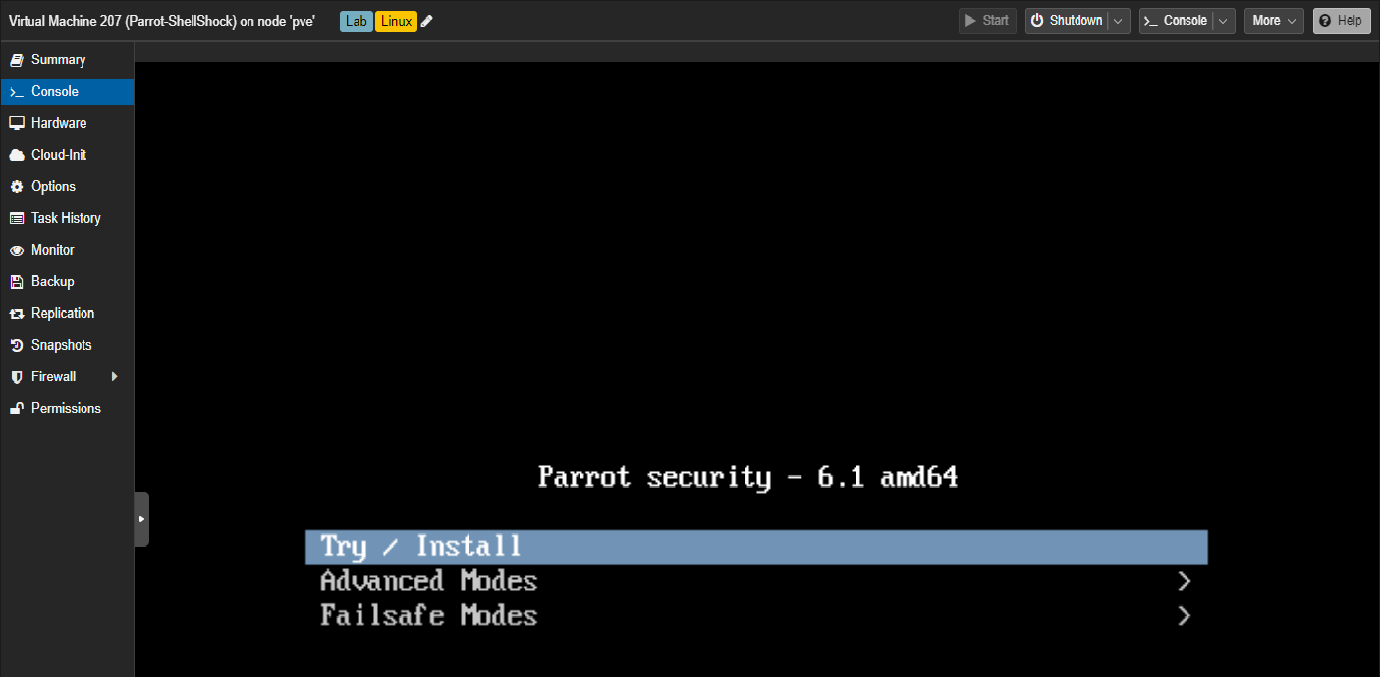 Virtual Machine 207 (Parrot-ShellShock) on node 'pve' Lab Linux Start Shutdown Console More Help
Summary
Console
Hardware
Cloud-Init
Options
Task History
Monitor
Backup
Replication
Snapshots
Firewall
Permissions
Parrot security - 6.1 amd64
Try / Install
Advanced Modes >
Failsafe Modes >